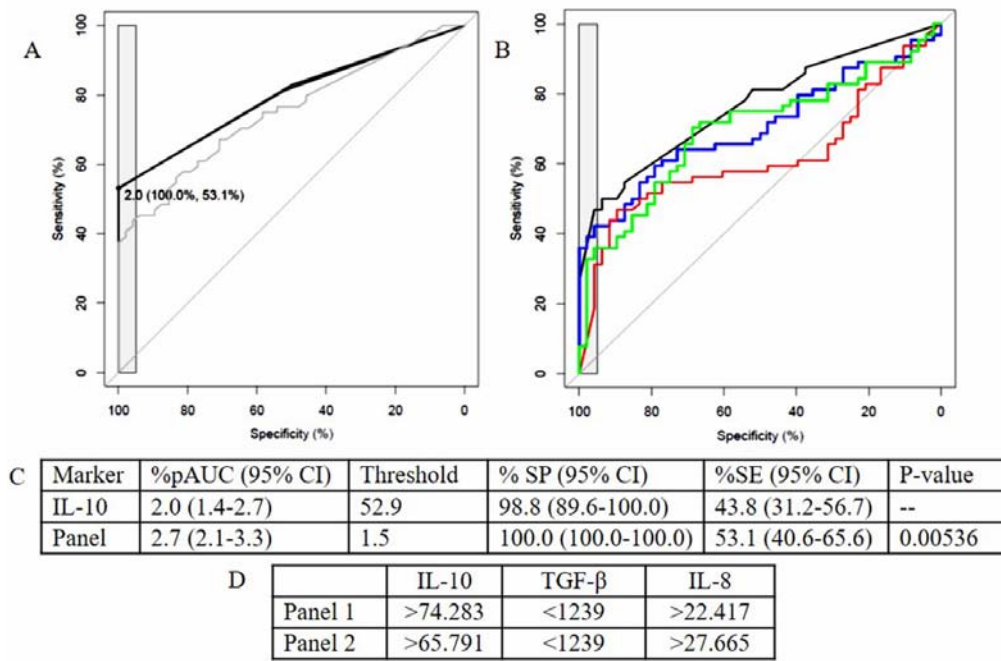 A
B
100
80
60
40
20
0
Sensitivity (%)
2.0 (100.0%, 53.1%)
100 80 60 40 20 0
Specificity (%)
100
80
60
40
20
0
Sensitivity (%)
100 80 60 40 20 0
Specificity (%)
C
Marker %pAUC (95% CI) Threshold % SP (95% CI) %SE (95% CI) P-value
IL-10 2.0 (1.4-2.7) 52.9 98.8 (89.6-100.0) 43.8 (31.2-56.7) --
Panel 2.7 (2.1-3.3) 1.5 100.0 (100.0-100.0) 53.1 (40.6-65.6) 0.00536
D
IL-10 TGF-β IL-8
Panel 1 >74.283 <1239 >22.417
Panel 2 >65.791 <1239 >27.665